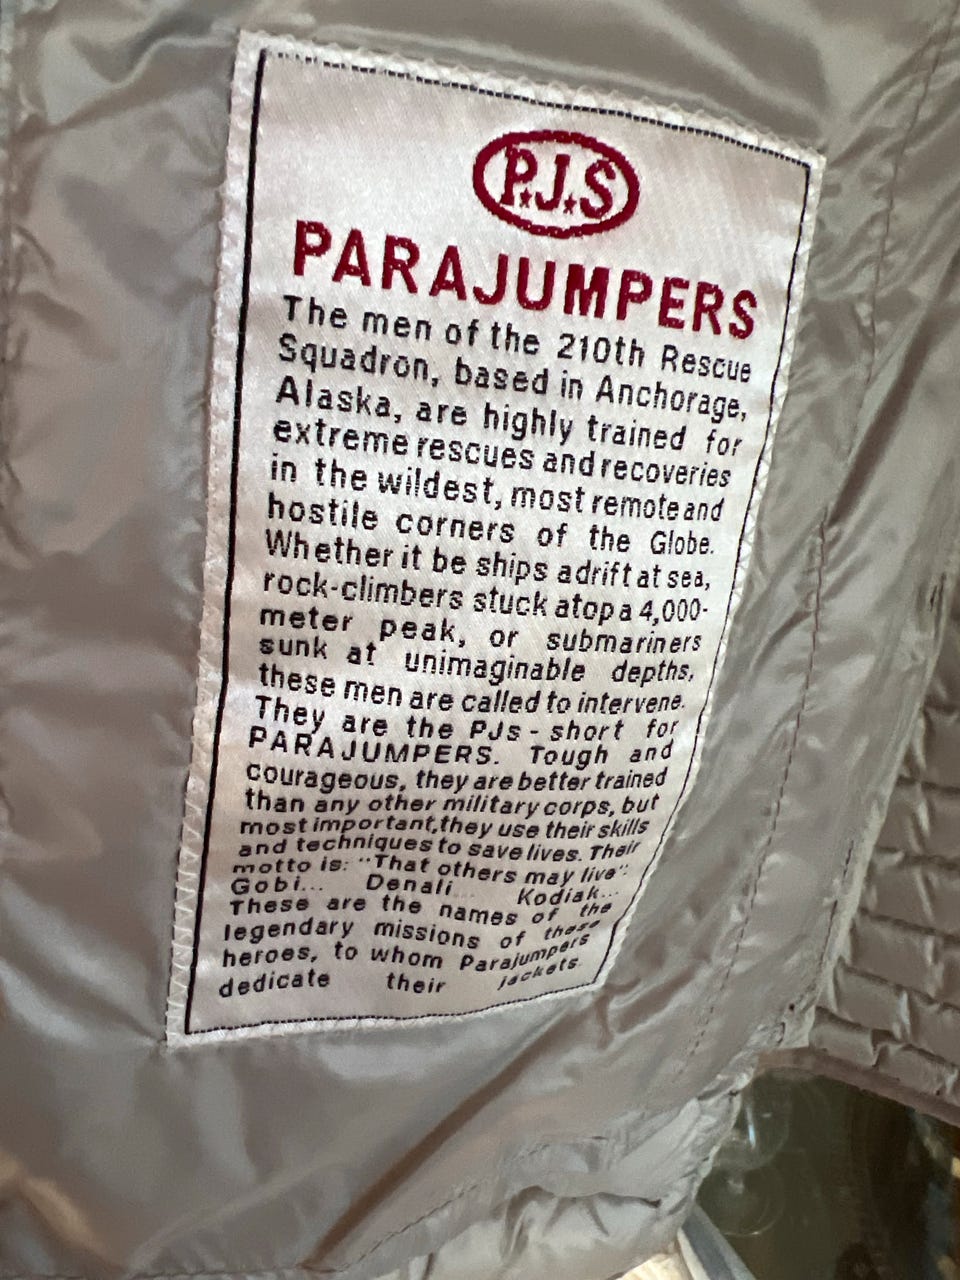 P.J.S
PARAJUMPERS
The men of the 210th Rescue
Squadron, based in Anchorage,
Alaska, are highly trained for
extreme rescues and recoveries
in the wildest, most remote and
hostile corners of the Globe.
Whether it be ships adrift at sea,
rock-climbers stuck atop a 4,000-
meter peak, or submariners
sunk at unimaginable depths,
these men are called to intervene.
They are the PJs - short for
PARAJUMPERS. Tough and
courageous, they are better trained
than any other military corps, but
most important, they use their skills
and techniques to save lives. Their
motto is: "That others may live".
Gobi... Denali... Kodiak...
These are the names of the
legendary missions of these
heroes, to whom Parajumpers
dedicate their jackets.